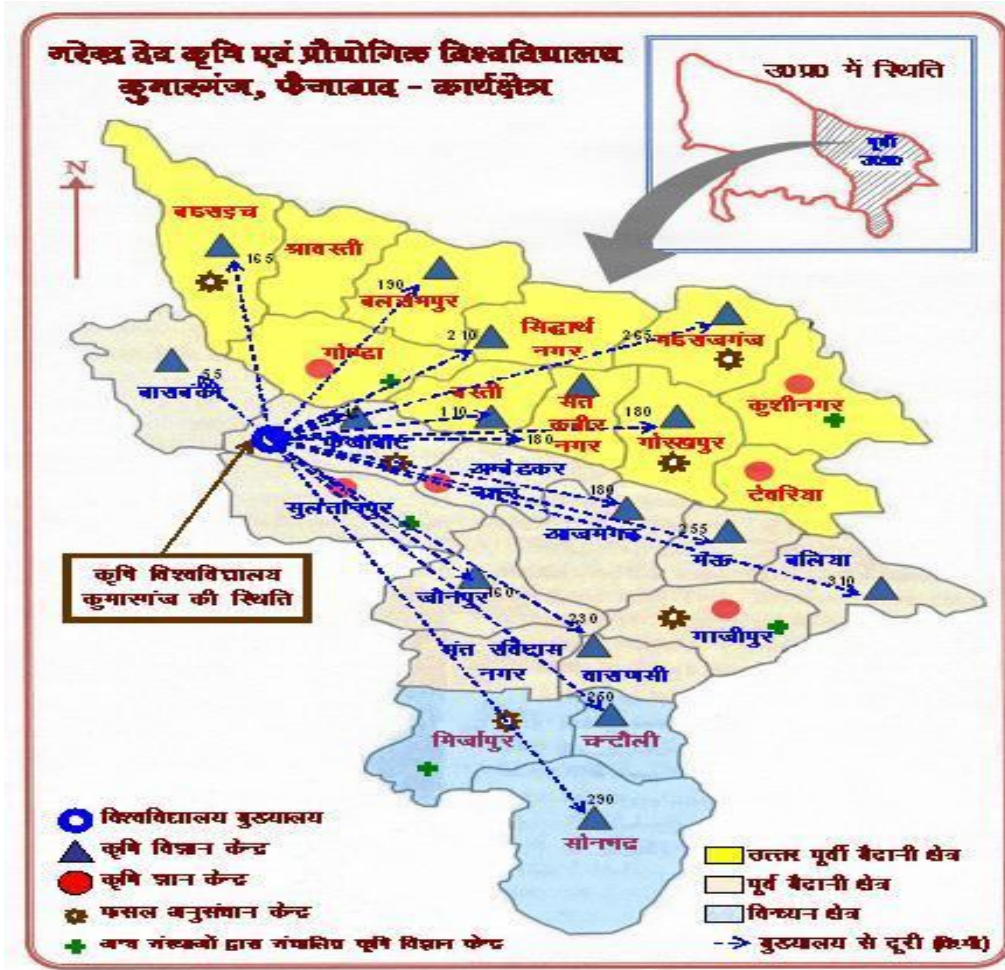 नरेन्द्र देव कृषि एवं प्रौद्योगिक विश्वविद्यालय
कुमारगंज, फैजाबाद - कार्यक्षेत्र
उ0प्र0 में स्थिति
पूर्वी
उ0प्र0
N
बहराइच
165
श्रावस्ती
190
बलरामपुर
210
सिद्धार्थ
नगर
265
महराजगंज
गोण्डा
55
बाराबंकी
बस्ती
110
संत
कबीर
नगर
180
गोरखपुर
कुशीनगर
फैजाबाद
180
देवरिया
अम्बेडकर
सुलतानपुर
180
आजमगढ़
255
मऊ
बलिया
310
कृषि विश्वविद्यालय
कुमारगंज की स्थिति
जौनपुर
160
230
गाजीपुर
संत रविदास
नगर
वाराणसी
260
मिर्जापुर
चन्दौली
290
सोनभद्र
विश्वविद्यालय मुख्यालय
कृषि विज्ञान केन्द्र
कृषि ज्ञान केन्द्र
फसल अनुसंधान केन्द्र
अन्य संस्थाओं द्वारा संचालित कृषि विज्ञान केन्द्र
उत्तर पूर्वी मैदानी क्षेत्र
पूर्व मैदानी क्षेत्र
विन्ध्यन क्षेत्र
मुख्यालय से दूरी (कि.मी)